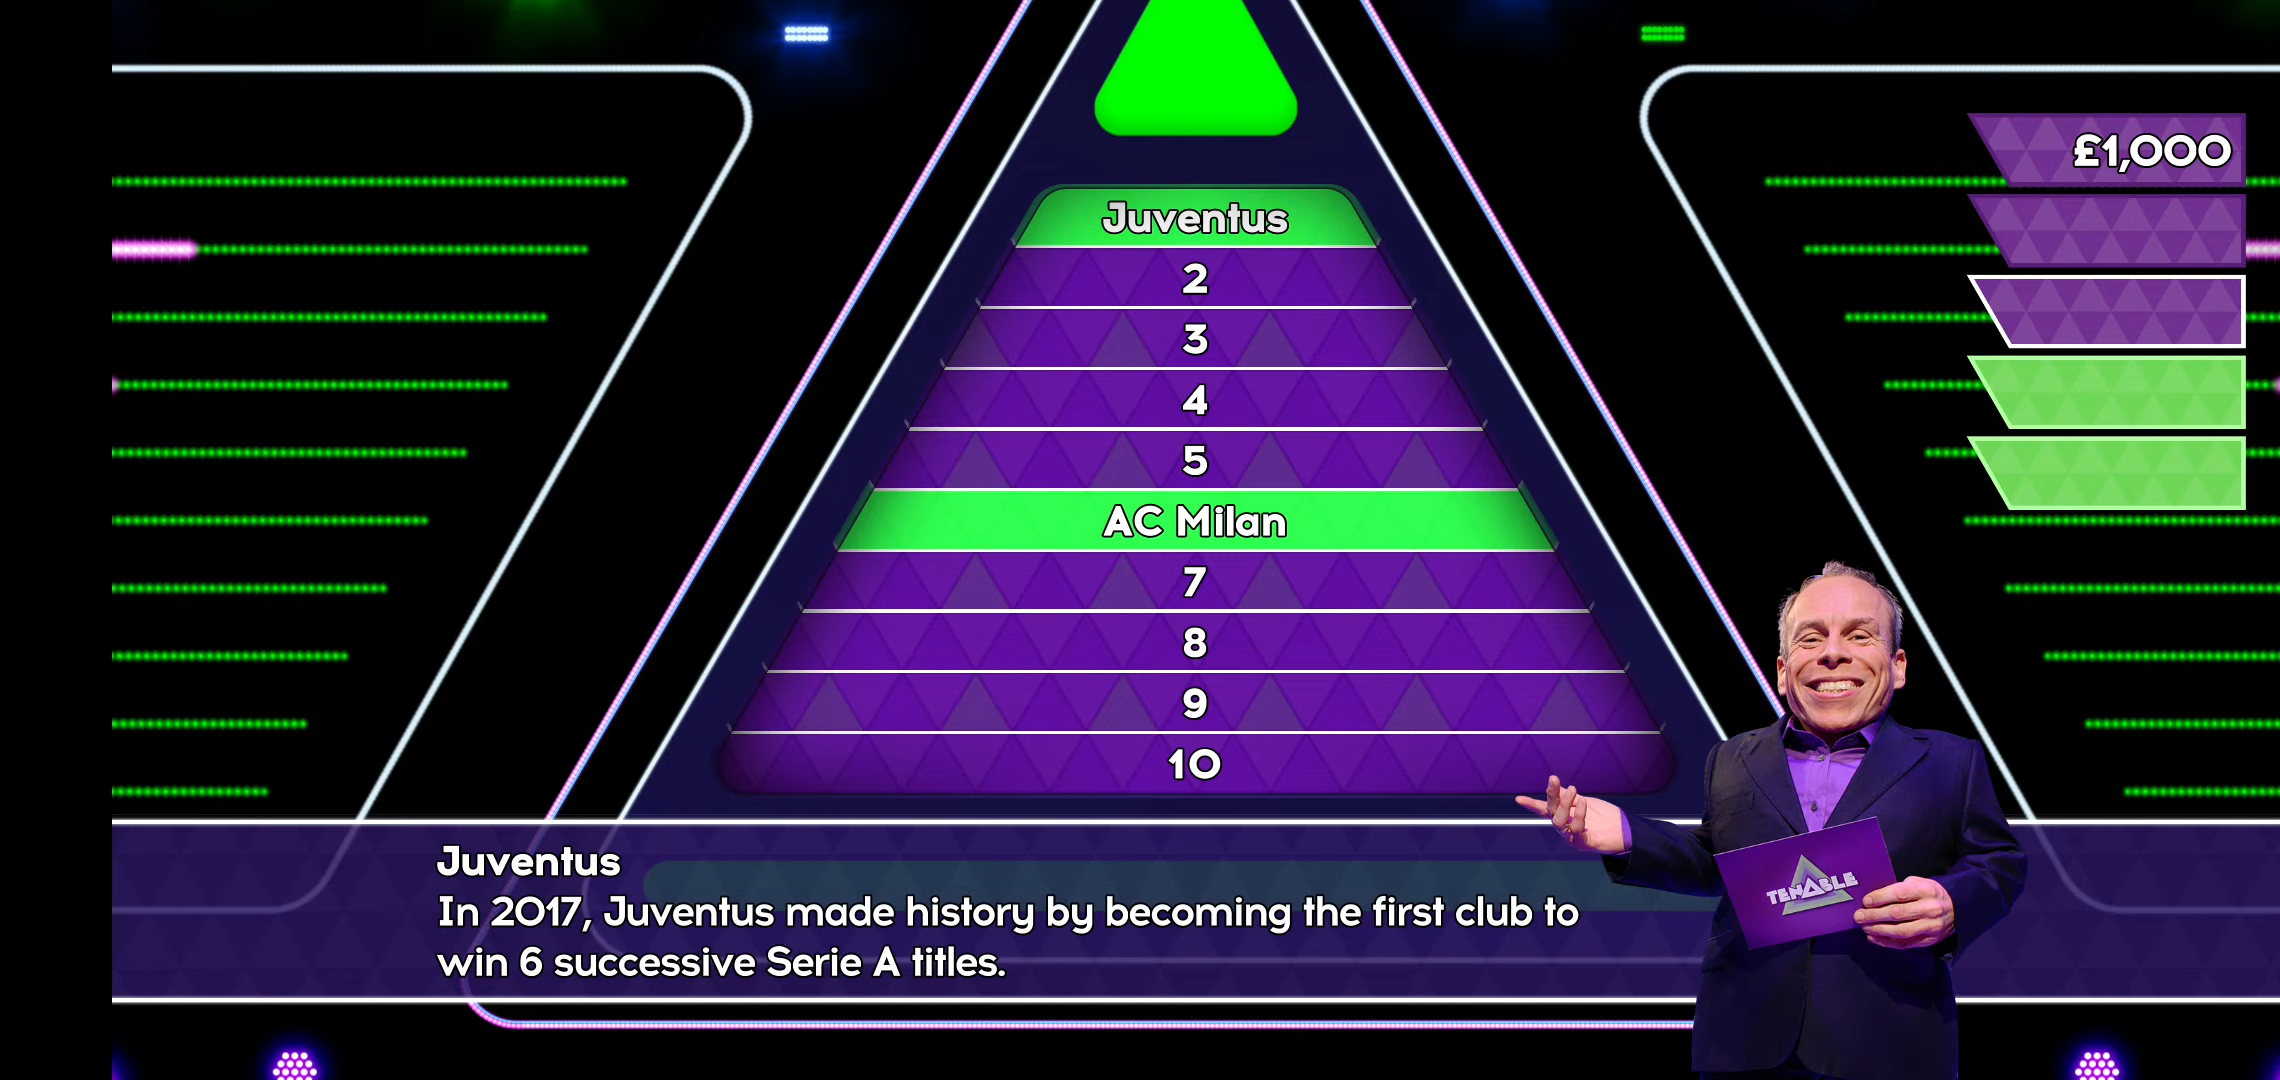 £1,000
Juventus
2
3
4
5
AC Milan
7
8
9
10
TENABLE
Juventus
In 2017, Juventus made history by becoming the first club to
win 6 successive Serie A titles.